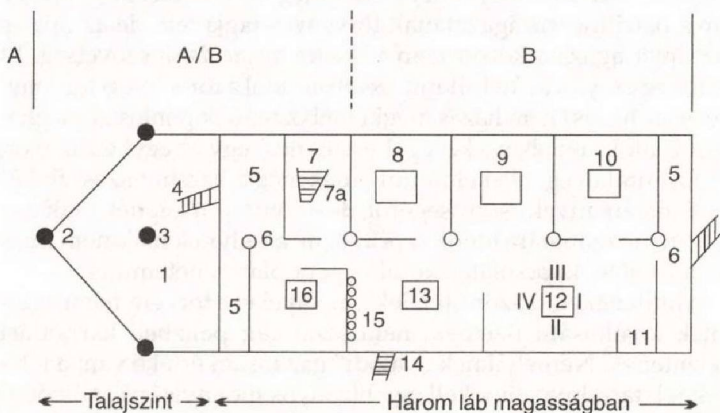 A A/B B
4 5 7 7a 8 9 10 5
2 3 6 6
1 5 16 15 13 III
IV 12 I
II
11
14
Talajszint Három láb magasságban